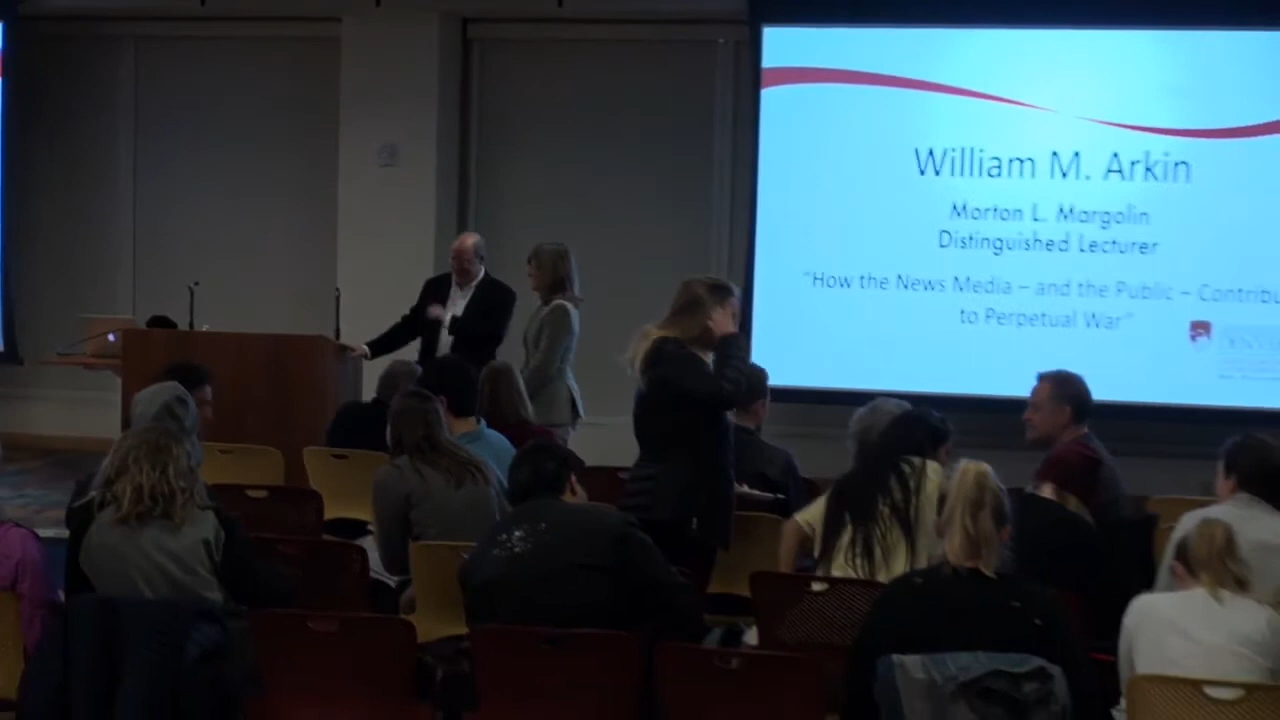 William M. Arkin
Morton L. Margolin
Distinguished Lecturer
"How the News Media – and the Public – Contribu
to Perpetual War"